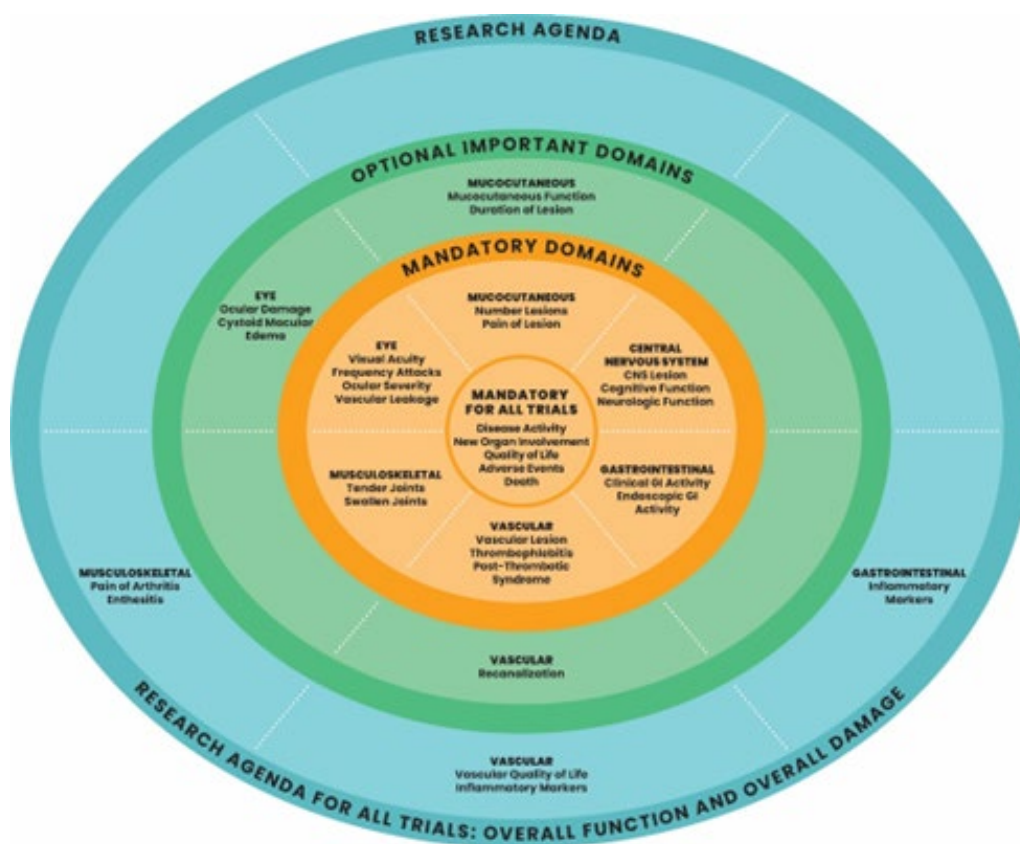 RESEARCH AGENDA
OPTIONAL IMPORTANT DOMAINS
MUCOCUTANEOUS
Mucocutaneous Function
Duration of Lesion
EYE
Ocular Damage
Cystoid Macular
Edema
MANDATORY DOMAINS
MUCOCUTANEOUS
Number Lesions
Pain of Lesion
EYE
Visual Acuity
Frequency Attacks
Ocular Severity
Vascular Leakage
CENTRAL
NERVOUS SYSTEM
CNS Lesion
Cognitive Function
Neurologic Function
MANDATORY
FOR ALL TRIALS
Disease Activity
New Organ Involvement
Quality of Life
Adverse Events
Death
MUSCULOSKELETAL
Tender Joints
Swollen Joints
GASTROINTESTINAL
Clinical GI Activity
Endoscopic GI
Activity
VASCULAR
Vascular Lesion
Thrombophlebitis
Post-Thrombotic
Syndrome
MUSCULOSKELETAL
Pain of Arthritis
Enthesitis
GASTROINTESTINAL
Inflammatory
Markers
VASCULAR
Recanalization
VASCULAR
Vascular Quality of Life
Inflammatory Markers
RESEARCH AGENDA FOR ALL TRIALS: OVERALL FUNCTION AND OVERALL DAMAGE